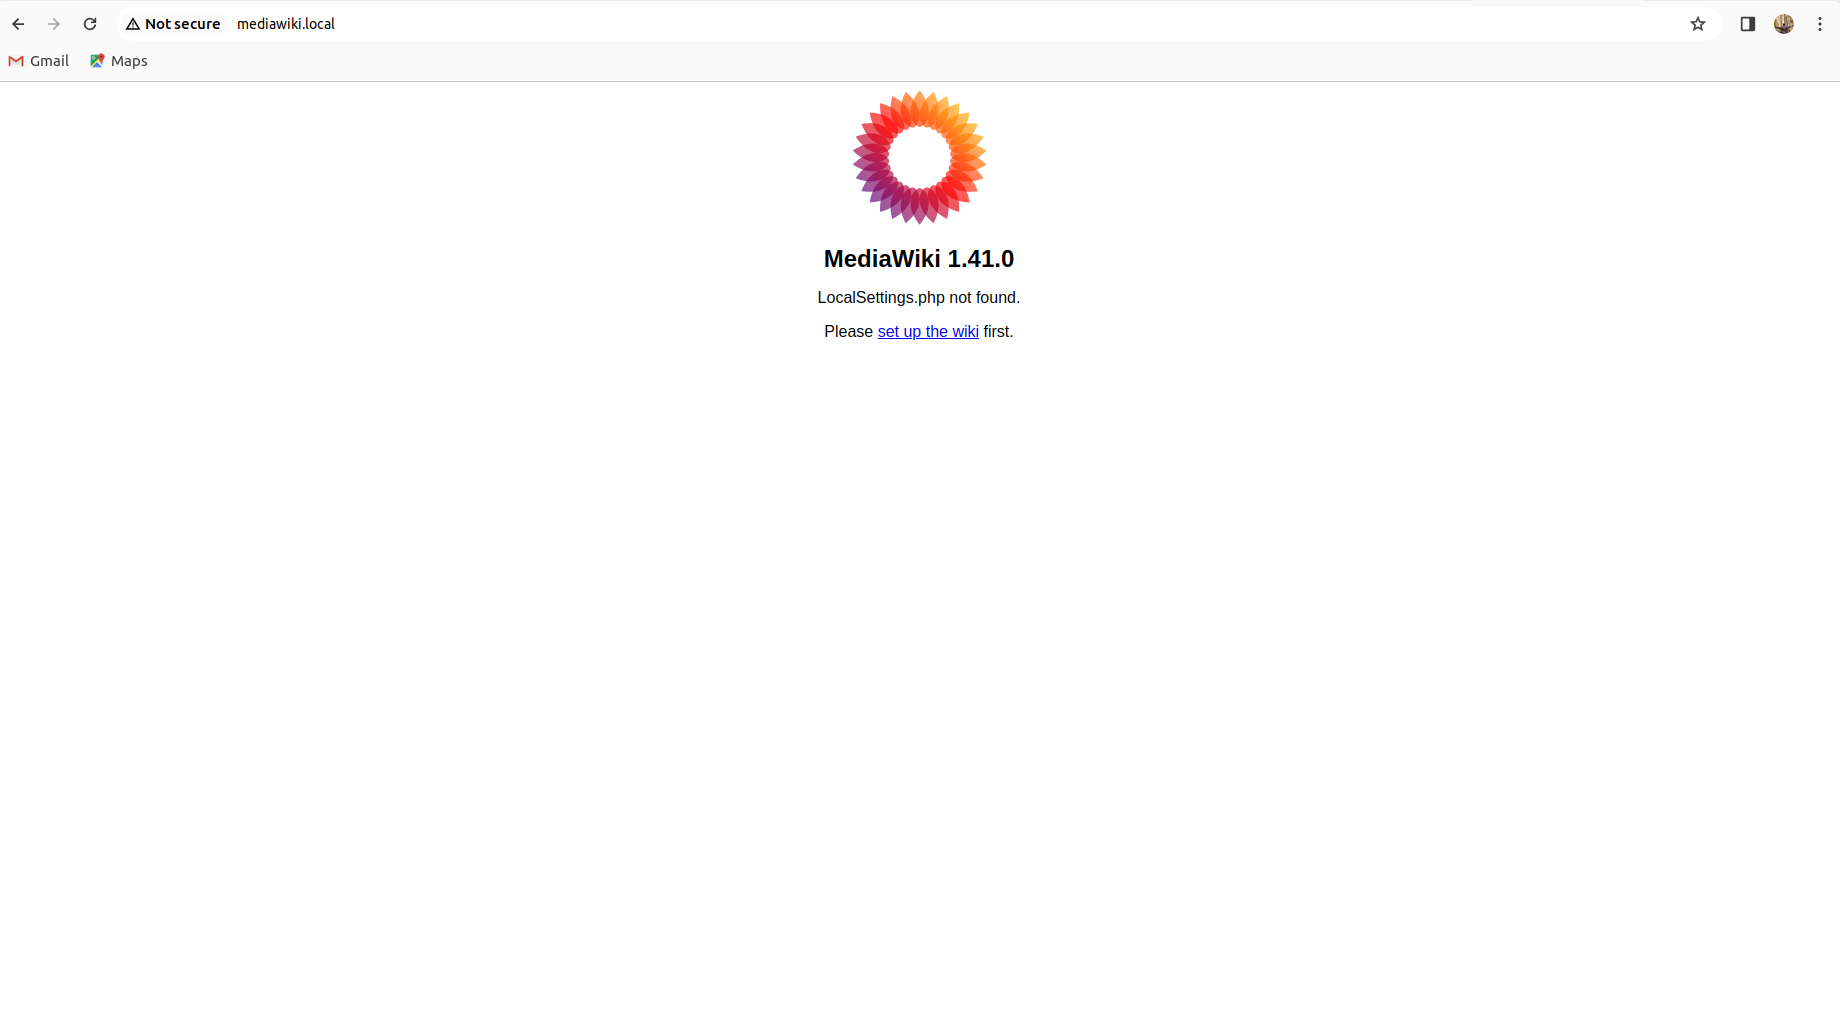 Not secure mediawiki.local
Gmail Maps
MediaWiki 1.41.0
LocalSettings.php not found.
Please set up the wiki first.